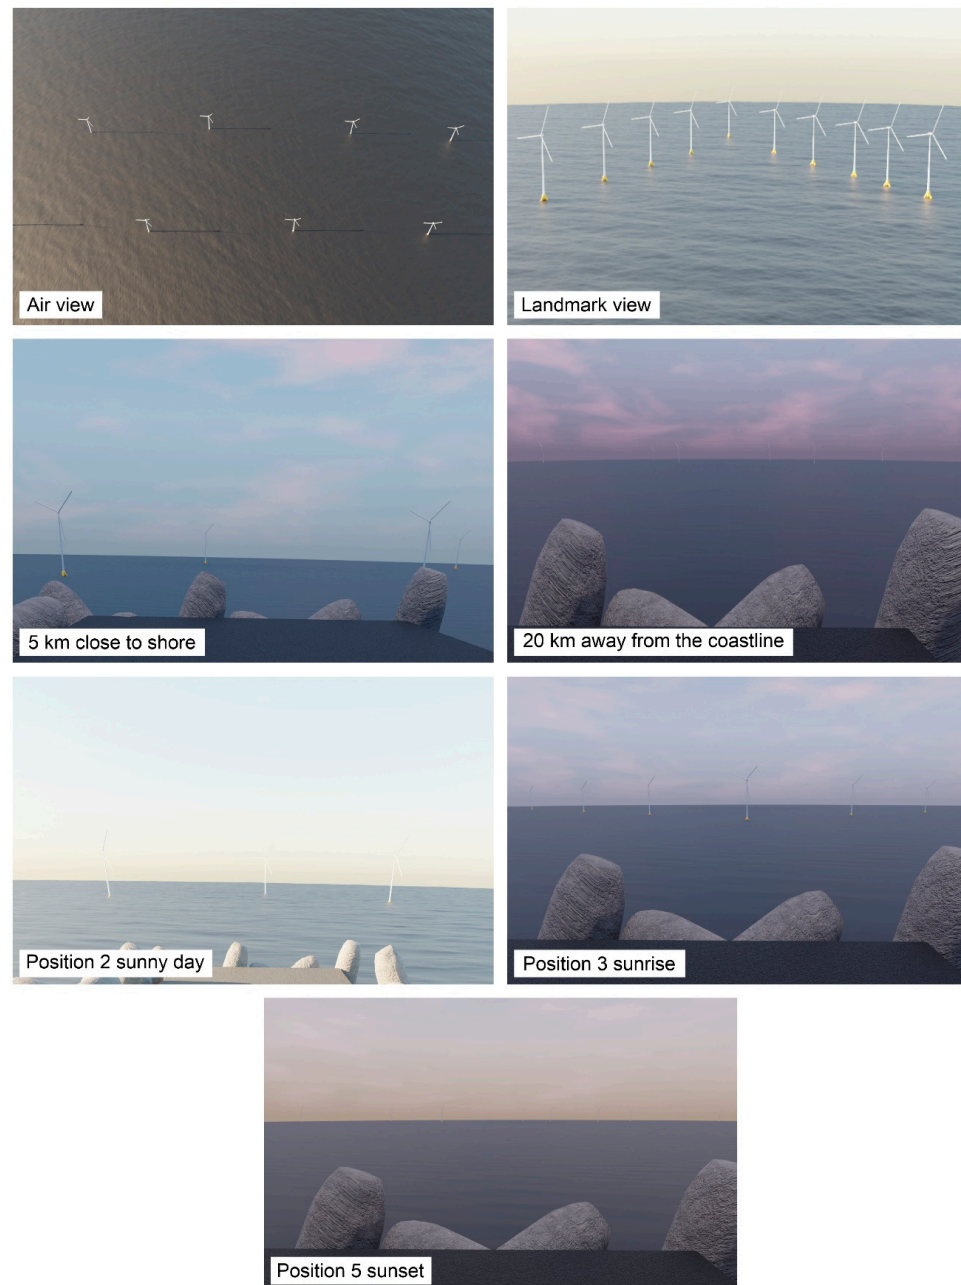 Air view
Landmark view
5 km close to shore
20 km away from the coastline
Position 2 sunny day
Position 3 sunrise
Position 5 sunset